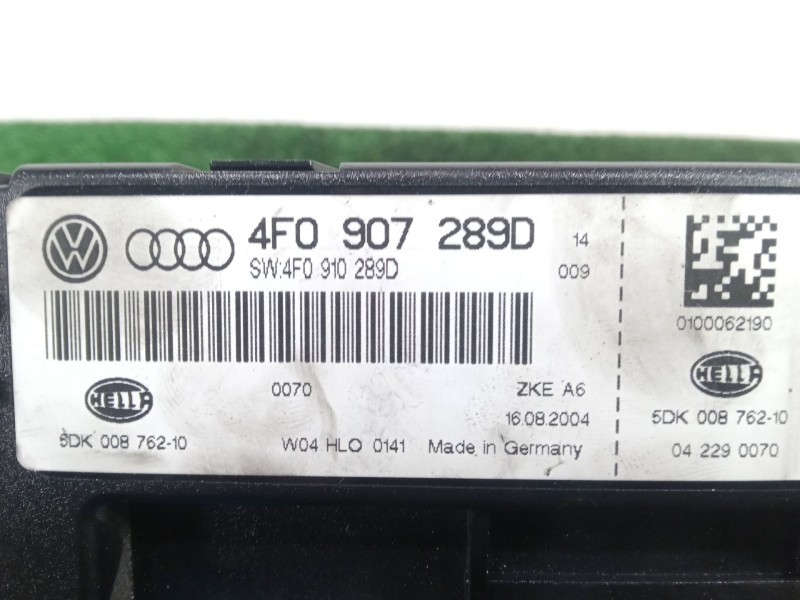 VW 4F0 907 289D 14
SW:4F0 910 289D 009
0070 ZKE A6
HELLA 16.08.2004
5DK 008 762-10 W04 HLO 0141 Made in Germany
0100062190
HELLA
5DK 008 762-10
04 229 0070